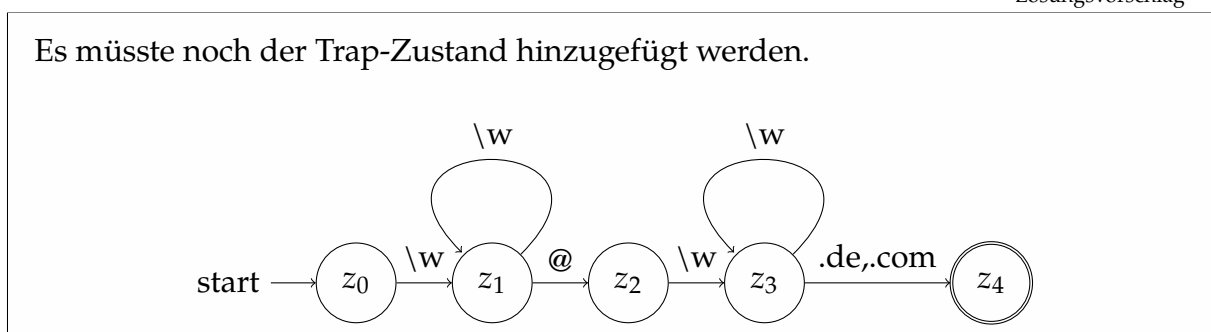 Lösungsvorschlag
Es müsste noch der Trap-Zustand hinzugefügt werden.
\w \w
start z0 \w z1 @ z2 \w z3 .de,.com z4